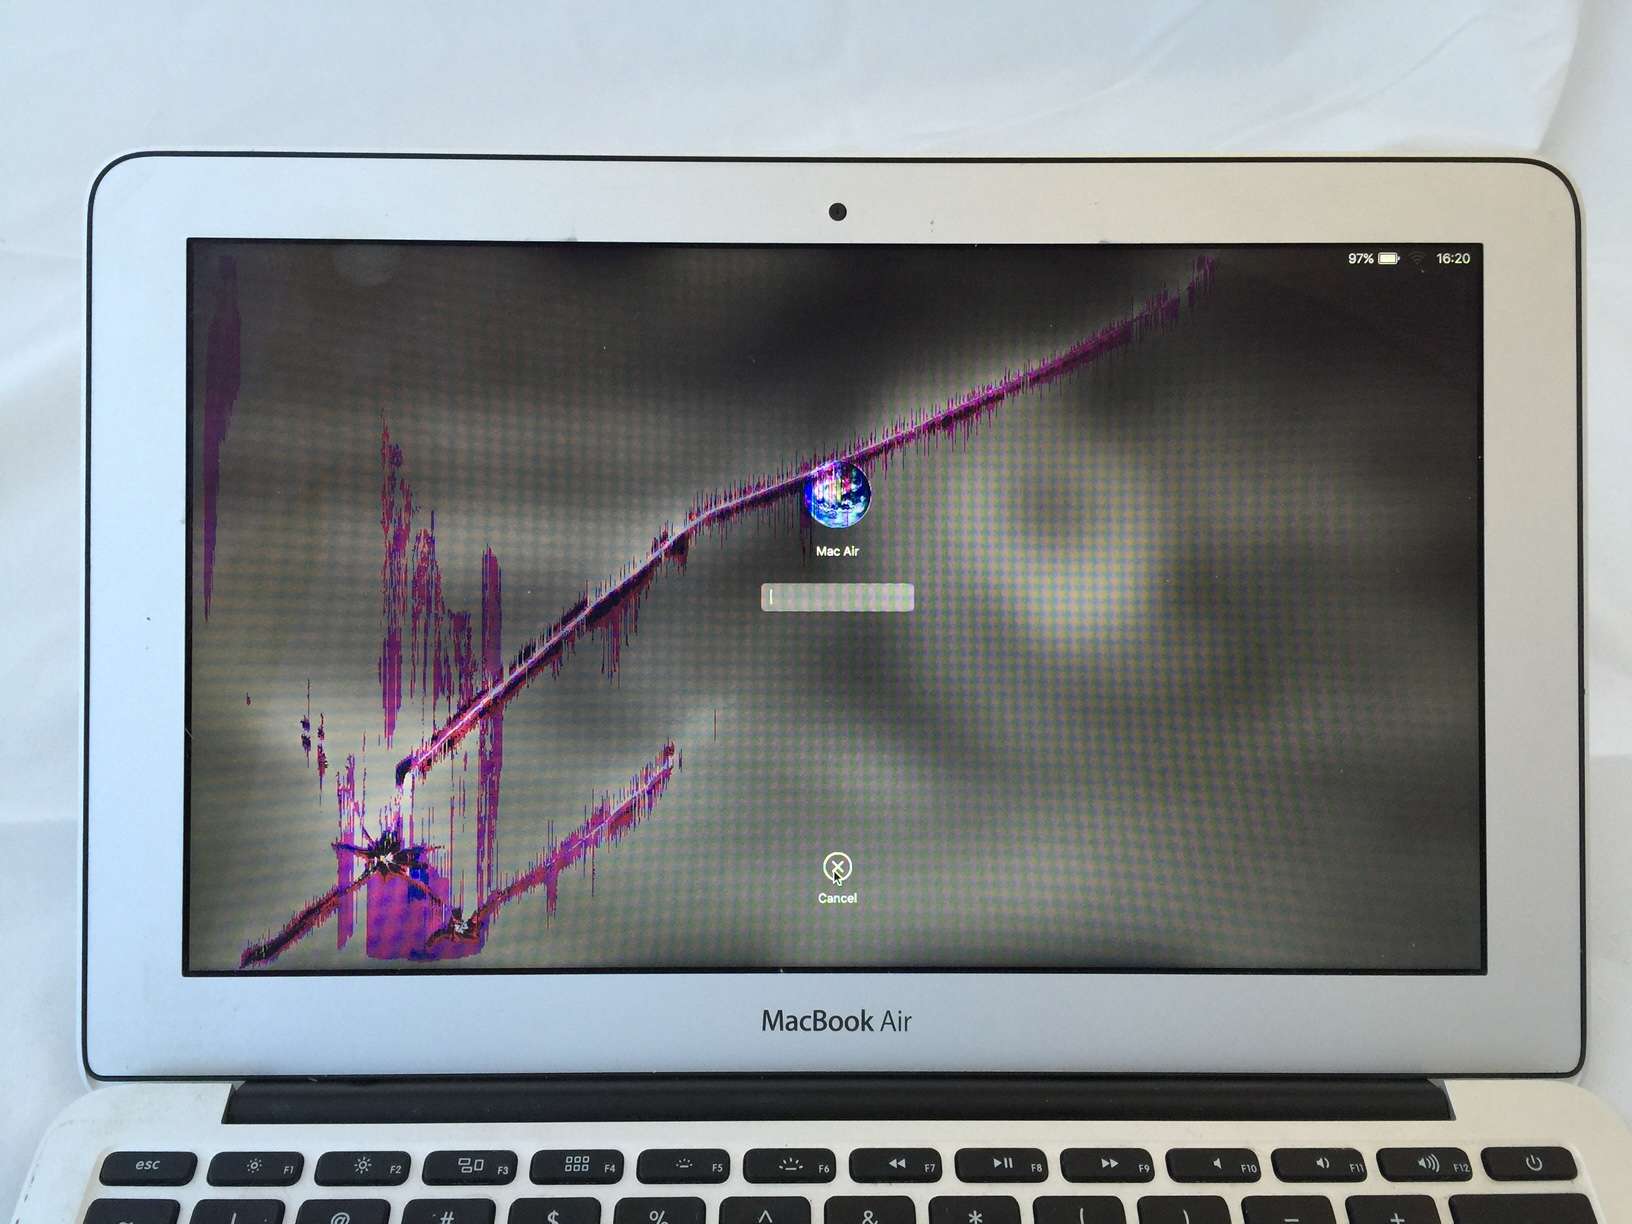 97% 16:20
Mac Air
Cancel
MacBook Air
esc F1 F2 F3 F4 F5 F6 F7 F8 F9 F10 F11 F12
~ ! @ # $ % ^ & * ( ) _ +